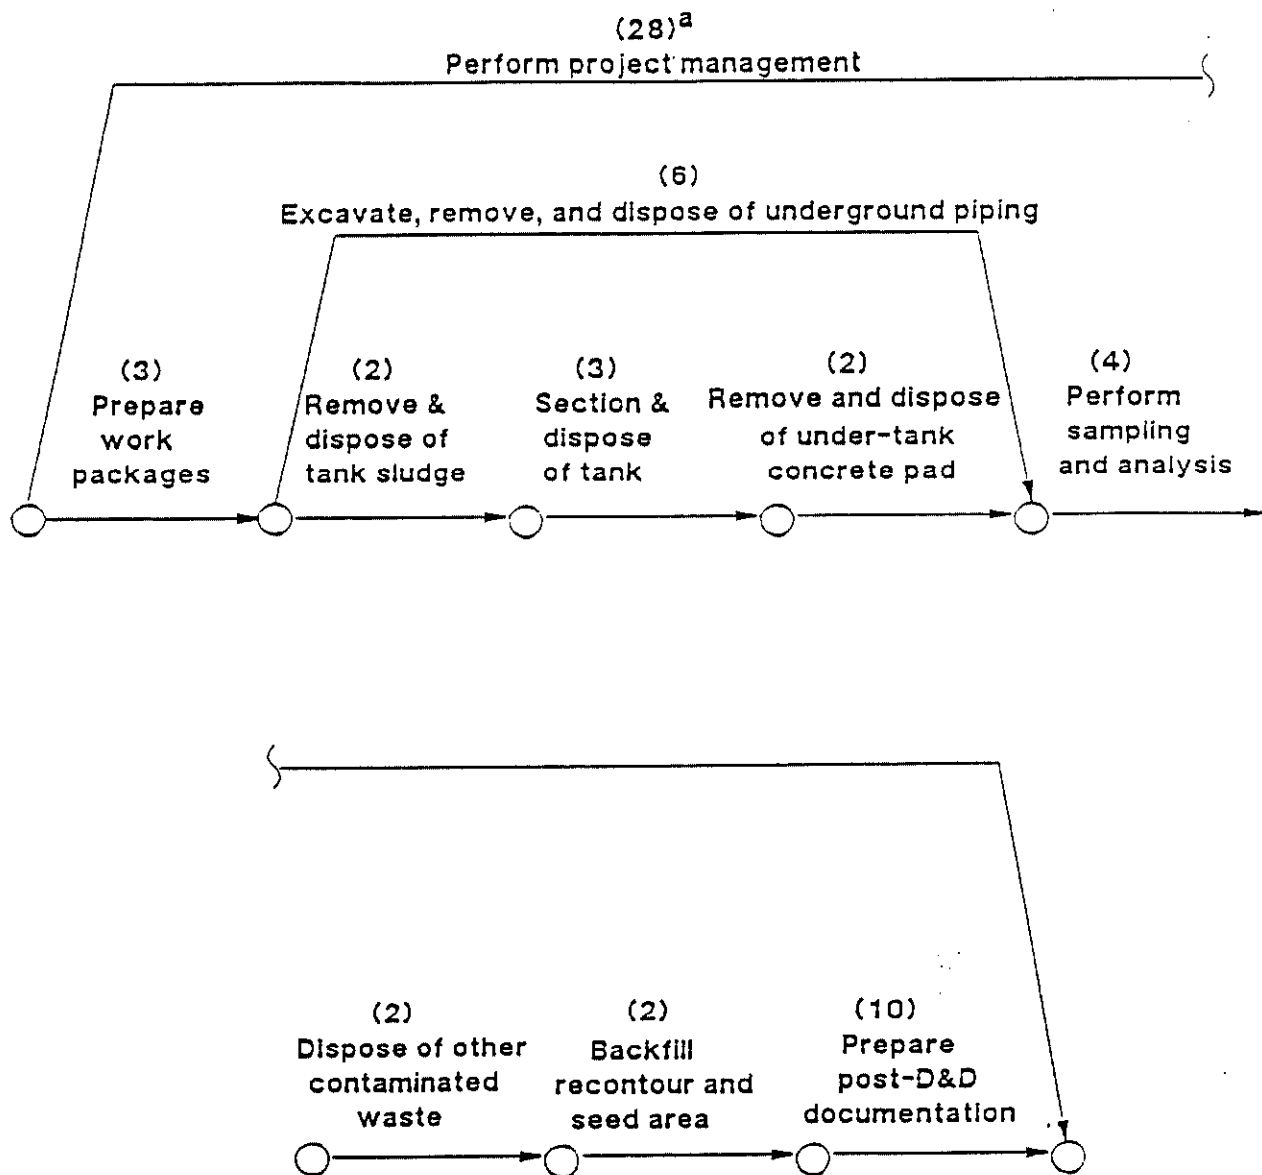 (28)a
Perform project management
(6)
Excavate, remove, and dispose of underground piping
(3)
Prepare
work
packages
(2)
Remove &
dispose of
tank sludge
(3)
Section &
dispose
of tank
(2)
Remove and dispose
of under-tank
concrete pad
(4)
Perform
sampling
and analysis
(2)
Dispose of other
contaminated
waste
(2)
Backfill
recontour and
seed area
(10)
Prepare
post-D&D
documentation